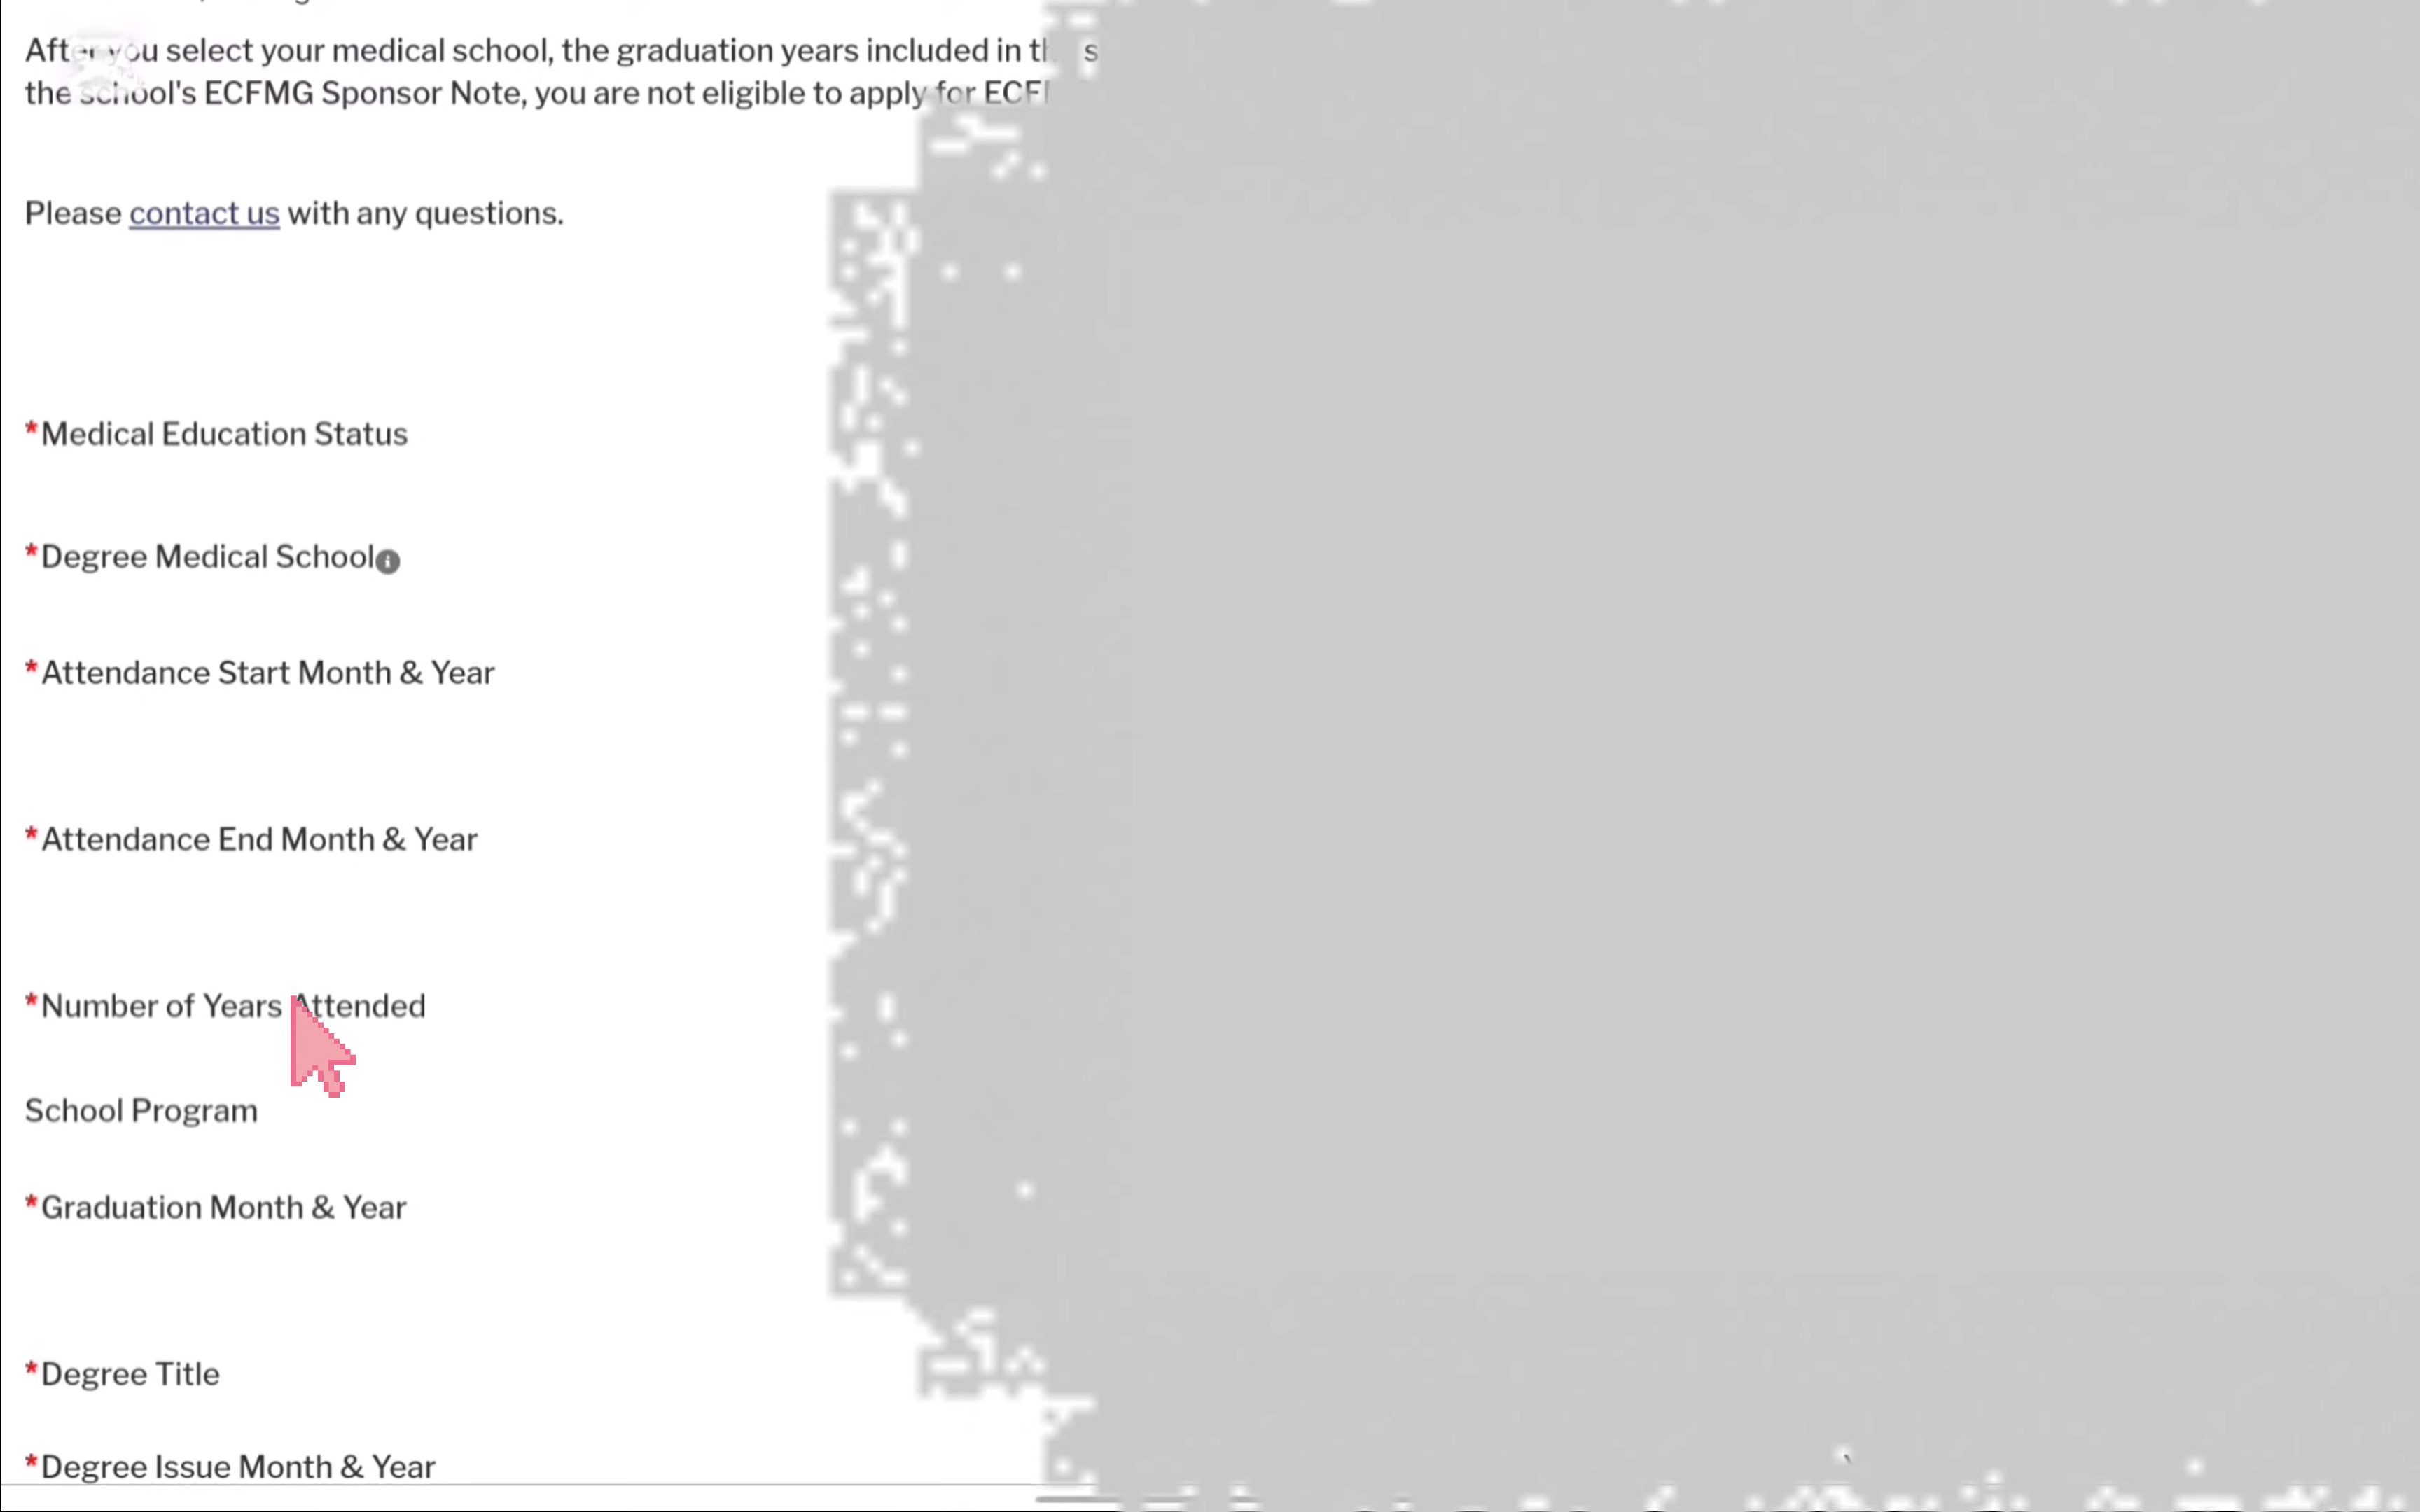 After you select your medical school, the graduation years included in
the school's ECFMG Sponsor Note, you are not eligible to apply for
Please contact us with any questions.
*Medical Education Status
*Degree Medical School
*Attendance Start Month & Year
*Attendance End Month & Year
*Number of Years Attended
School Program
*Graduation Month & Year
*Degree Title
*Degree Issue Month & Year